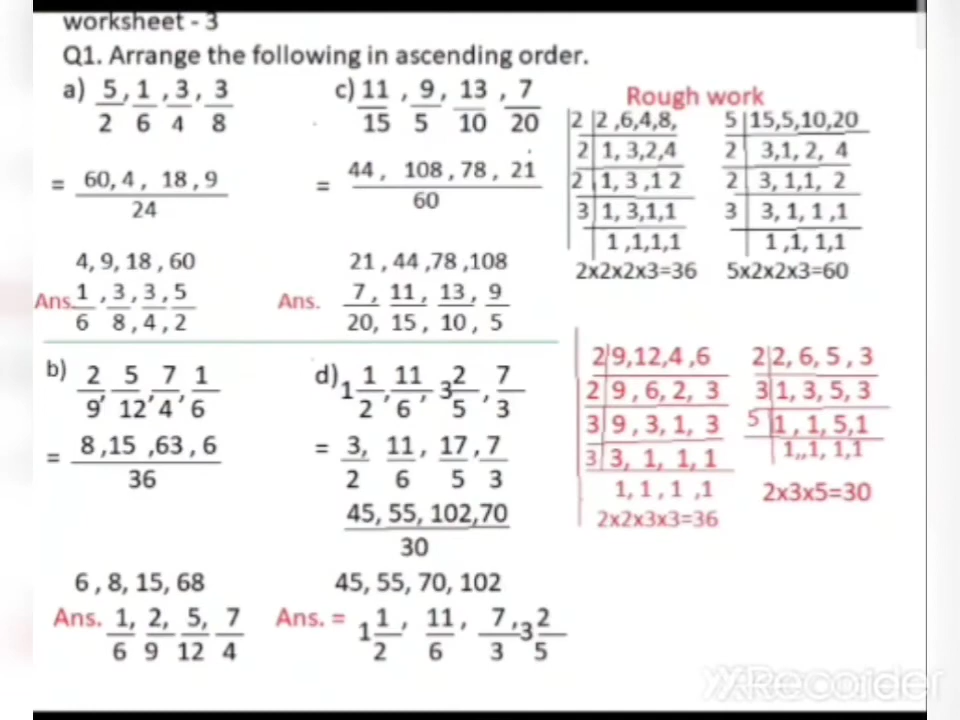 worksheet - 3
Q1. Arrange the following in ascending order.
a) 5/2, 1/6, 3/4, 3/8
= 60, 4, 18, 9 / 24
4, 9, 18, 60
Ans. 1/6, 3/8, 3/4, 5/2
c) 11/15, 9/5, 13/10, 7/20
= 44, 108, 78, 21 / 60
21, 44, 78, 108
Ans. 7/20, 11/15, 13/10, 9/5
b) 2/9, 5/12, 7/4, 1/6
= 8, 15, 63, 6 / 36
6, 8, 15, 68
Ans. 1/6, 2/9, 5/12, 7/4
d) 1 1/2, 11/6, 3 2/5, 7/3
= 3/2, 11/6, 17/5, 7/3
45, 55, 102, 70 / 30
45, 55, 70, 102
Ans. = 1 1/2, 11/6, 7/3, 3 2/5
Rough work
2 | 2, 6, 4, 8,
2 | 1, 3, 2, 4
2 | 1, 3, 1 2
3 | 1, 3, 1, 1
1, 1, 1, 1
2x2x2x3=36
5 | 15, 5, 10, 20
2 | 3, 1, 2, 4
2 | 3, 1, 1, 2
3 | 3, 1, 1, 1
1, 1, 1, 1
5x2x2x3=60
2 | 9, 12, 4, 6
2 | 9, 6, 2, 3
3 | 9, 3, 1, 3
3 | 3, 1, 1, 1
1, 1, 1, 1
2x2x3x3=36
2 | 2, 6, 5, 3
3 | 1, 3, 5, 3
5 | 1, 1, 5, 1
1,, 1, 1, 1
2x3x5=30
XRecorder